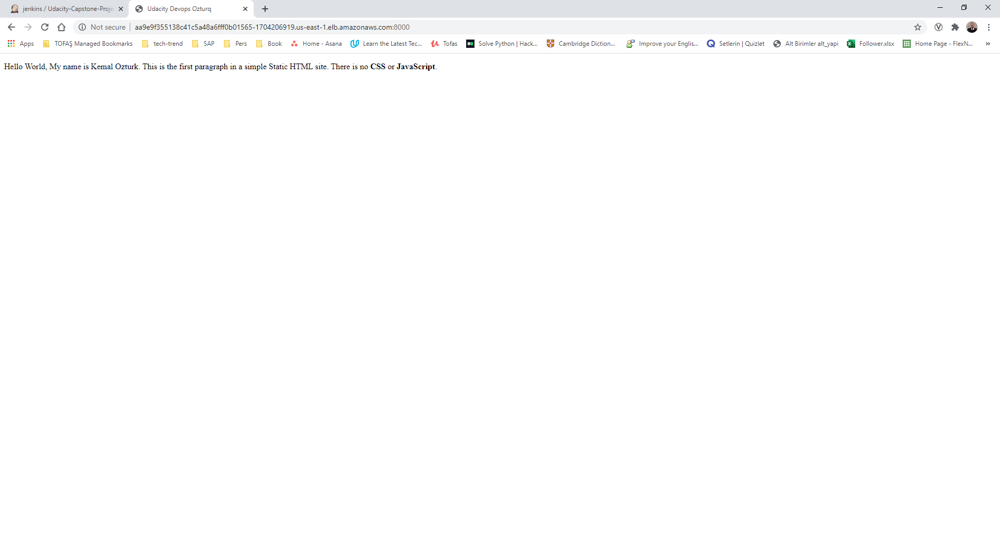 jenkins / Udacity-Capstone-Proje
Udacity Devops Ozturq
Not secure aa9e9f355138c41c5a48a6fff0b01565-1704206919.us-east-1.elb.amazonaws.com:8000
Apps TOFAŞ Managed Bookmarks tech-trend SAP Pers Book Home - Asana Learn the Latest Tec... Tofas Solve Python | Hack... Cambridge Diction... Improve your Englis... Setlerin | Quizlet Alt Birimler alt_yapi Follower.xlsx Home Page - FlexN... »
Hello World, My name is Kemal Ozturk. This is the first paragraph in a simple Static HTML site. There is no CSS or JavaScript.